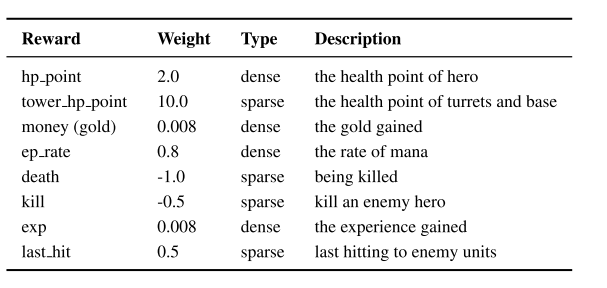 Reward Weight Type Description
hp_point 2.0 dense the health point of hero
tower_hp_point 10.0 sparse the health point of turrets and base
money (gold) 0.008 dense the gold gained
ep_rate 0.8 dense the rate of mana
death -1.0 sparse being killed
kill -0.5 sparse kill an enemy hero
exp 0.008 dense the experience gained
last_hit 0.5 sparse last hitting to enemy units